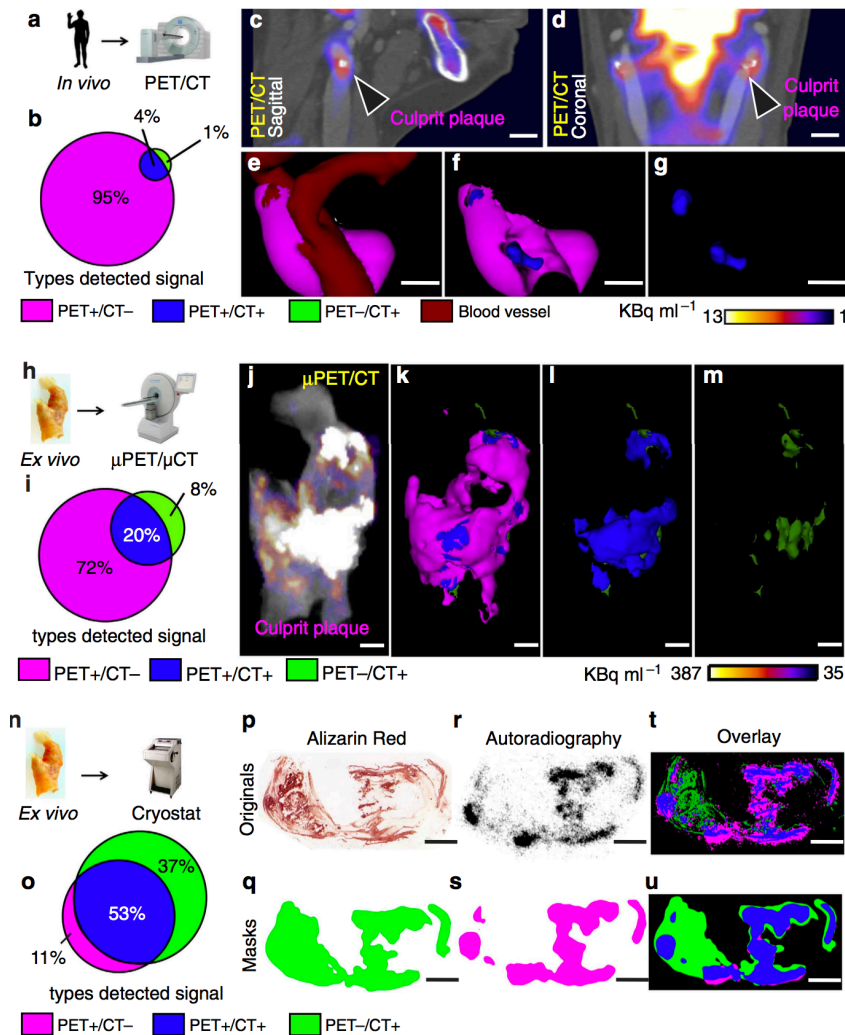 a
In vivo
PET/CT
b
4%
1%
95%
Types detected signal
PET+/CT–
PET+/CT+
PET–/CT+
Blood vessel
c
PET/CT
Sagittal
Culprit plaque
d
PET/CT
Coronal
Culprit
plaque
e
f
g
KBq ml⁻¹
13
1
h
Ex vivo
μPET/μCT
i
8%
20%
72%
types detected signal
PET+/CT–
PET+/CT+
PET–/CT+
j
μPET/CT
Culprit plaque
k
l
m
KBq ml⁻¹
387
35
n
Ex vivo
Cryostat
o
37%
53%
11%
types detected signal
PET+/CT–
PET+/CT+
PET–/CT+
p
Alizarin Red
Originals
r
Autoradiography
t
Overlay
q
Masks
s
u